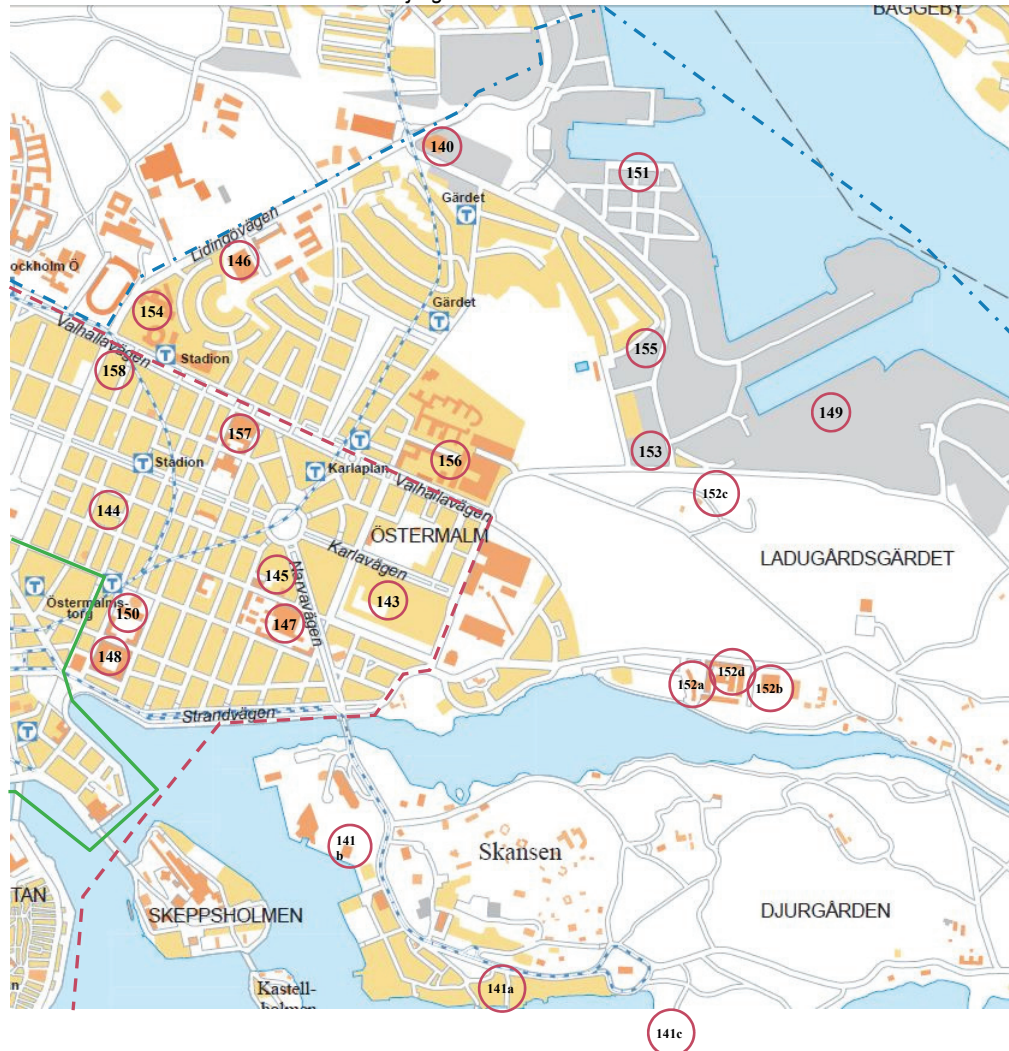 BAGGEBY
140
Gärdet
T
151
Lidingövägen
ockholm Ö
146
Gärdet
T
154
Valhallavägen
T
Stadion
155
158
149
157
T
153
156
Stadion
T
T
Karlaplan
Valhallavägen
152c
144
ÖSTERMALM
LADUGÅRDSGÄRDET
Karlavägen
145
Narvavägen
T
T
Östermalms-
torg
143
150
147
148
152a
152d
152b
Strandvägen
T
141
b
Skansen
TAN
SKEPPSHOLMEN
DJURGÅRDEN
n
Kastell-
holmen
141a
141c